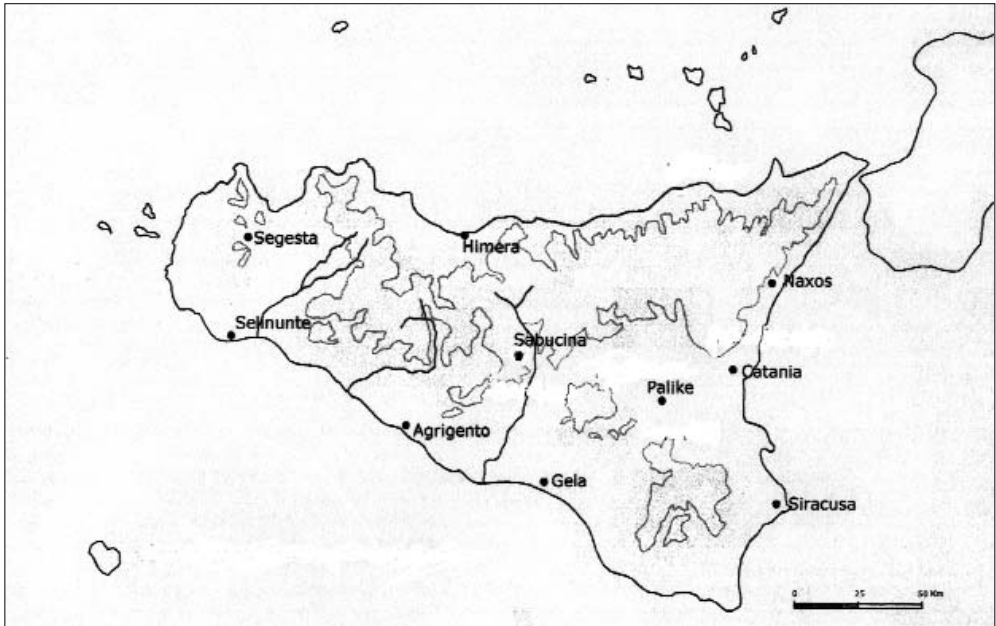 Segesta
Himera
Naxos
Selinunte
Sabucina
Catania
Palike
Agrigento
Gela
Siracusa
0 25 50 Km